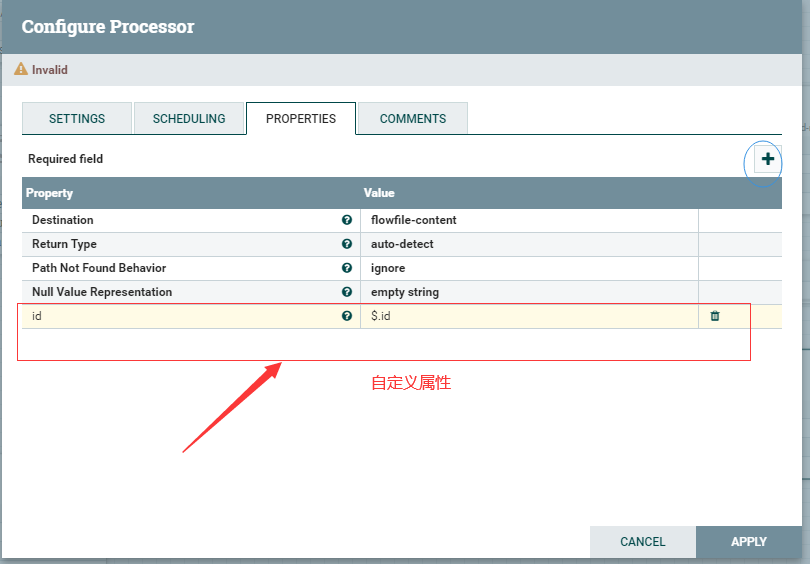 Configure Processor
Invalid
SETTINGS SCHEDULING PROPERTIES COMMENTS
Required field
Property Value
Destination flowfile-content
Return Type auto-detect
Path Not Found Behavior ignore
Null Value Representation empty string
id $.id
自定义属性
CANCEL APPLY